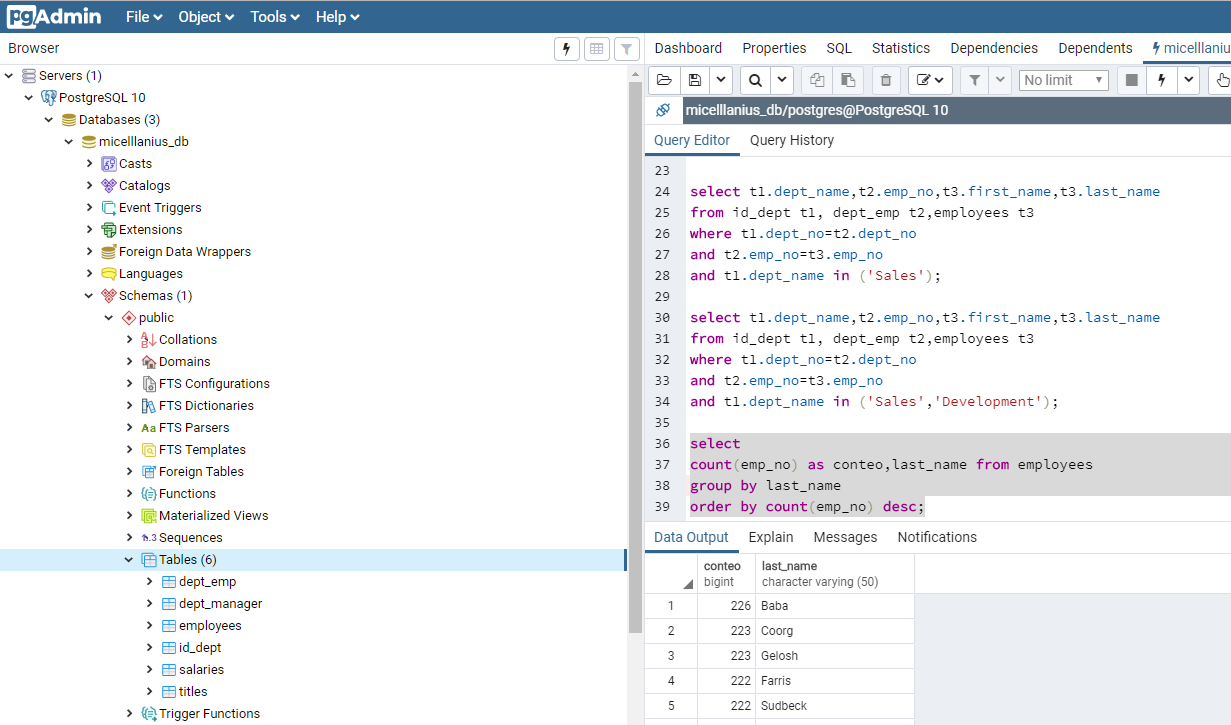 pgAdmin File Object Tools Help
Browser
Servers (1)
PostgreSQL 10
Databases (3)
micelllanius_db
Casts
Catalogs
Event Triggers
Extensions
Foreign Data Wrappers
Languages
Schemas (1)
public
Collations
Domains
FTS Configurations
FTS Dictionaries
Aa FTS Parsers
FTS Templates
Foreign Tables
Functions
Materialized Views
1..3 Sequences
Tables (6)
dept_emp
dept_manager
employees
id_dept
salaries
titles
Trigger Functions
Dashboard Properties SQL Statistics Dependencies Dependents micelllaniu
No limit
micelllanius_db/postgres@PostgreSQL 10
Query Editor Query History
23
24 select t1.dept_name,t2.emp_no,t3.first_name,t3.last_name
25 from id_dept t1, dept_emp t2,employees t3
26 where t1.dept_no=t2.dept_no
27 and t2.emp_no=t3.emp_no
28 and t1.dept_name in ('Sales');
29
30 select t1.dept_name,t2.emp_no,t3.first_name,t3.last_name
31 from id_dept t1, dept_emp t2,employees t3
32 where t1.dept_no=t2.dept_no
33 and t2.emp_no=t3.emp_no
34 and t1.dept_name in ('Sales','Development');
35
36 select
37 count(emp_no) as conteo,last_name from employees
38 group by last_name
39 order by count(emp_no) desc;
Data Output Explain Messages Notifications
conteo last_name
bigint character varying (50)
1 226 Baba
2 223 Coorg
3 223 Gelosh
4 222 Farris
5 222 Sudbeck